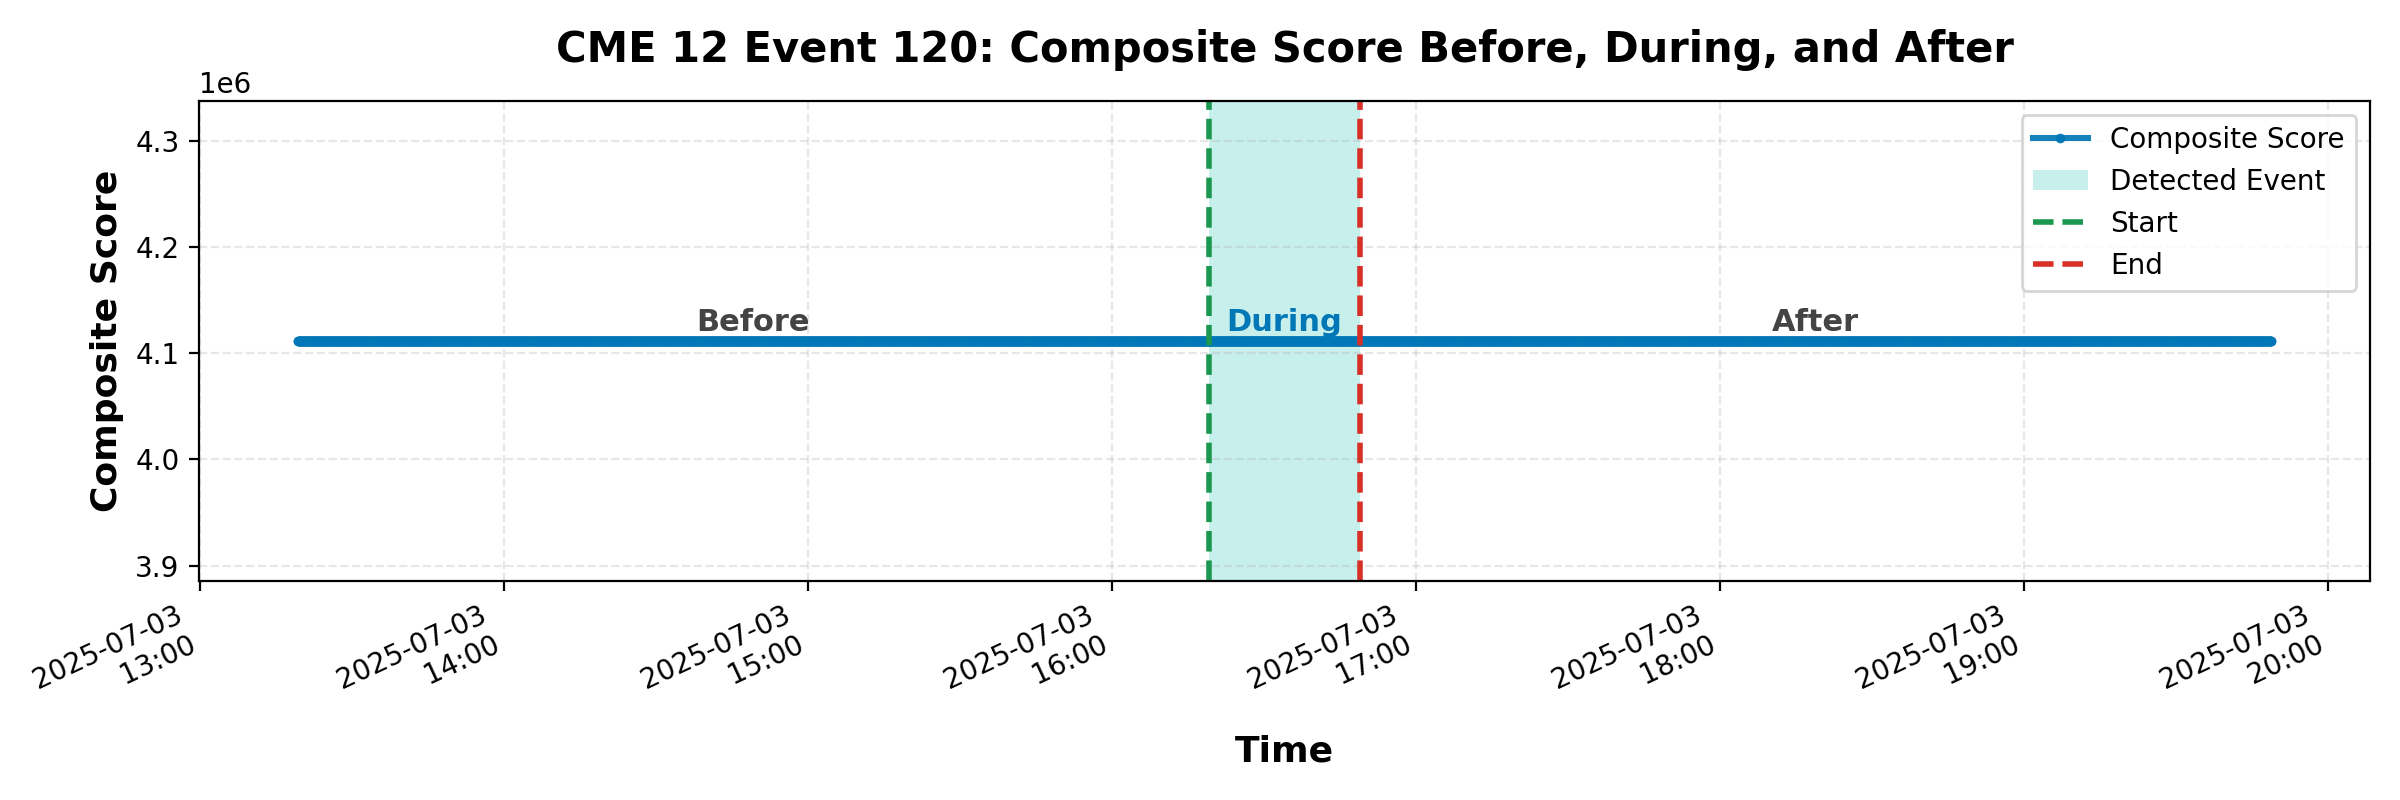 CME 12 Event 120: Composite Score Before, During, and After
1e6
Composite Score
4.3
4.2
4.1
4.0
3.9
Before
During
After
Composite Score
Detected Event
Start
End
2025-07-03
13:00
2025-07-03
14:00
2025-07-03
15:00
2025-07-03
16:00
2025-07-03
17:00
2025-07-03
18:00
2025-07-03
19:00
2025-07-03
20:00
Time